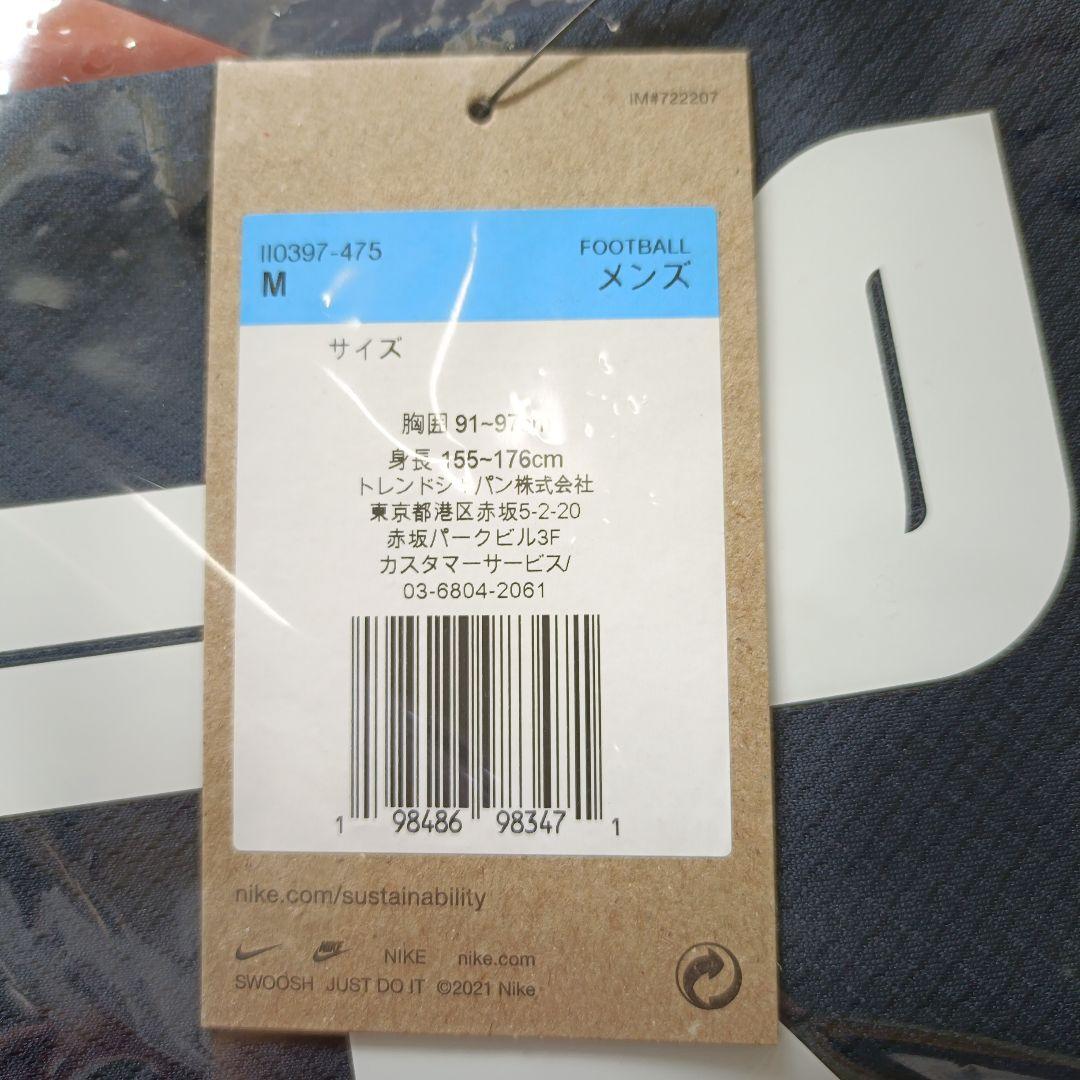 IM#722207
II0397-475
FOOTBALL
M
メンズ
サイズ
胸囲 91~97
身長 155~176cm
トレンドジャパン株式会社
東京都港区赤坂5-2-20
赤坂パークビル3F
カスタマーサービス/
03-6804-2061
1 98486 98347 1
nike.com/sustainability
NIKE nike.com
SWOOSH JUST DO IT ©2021 Nike